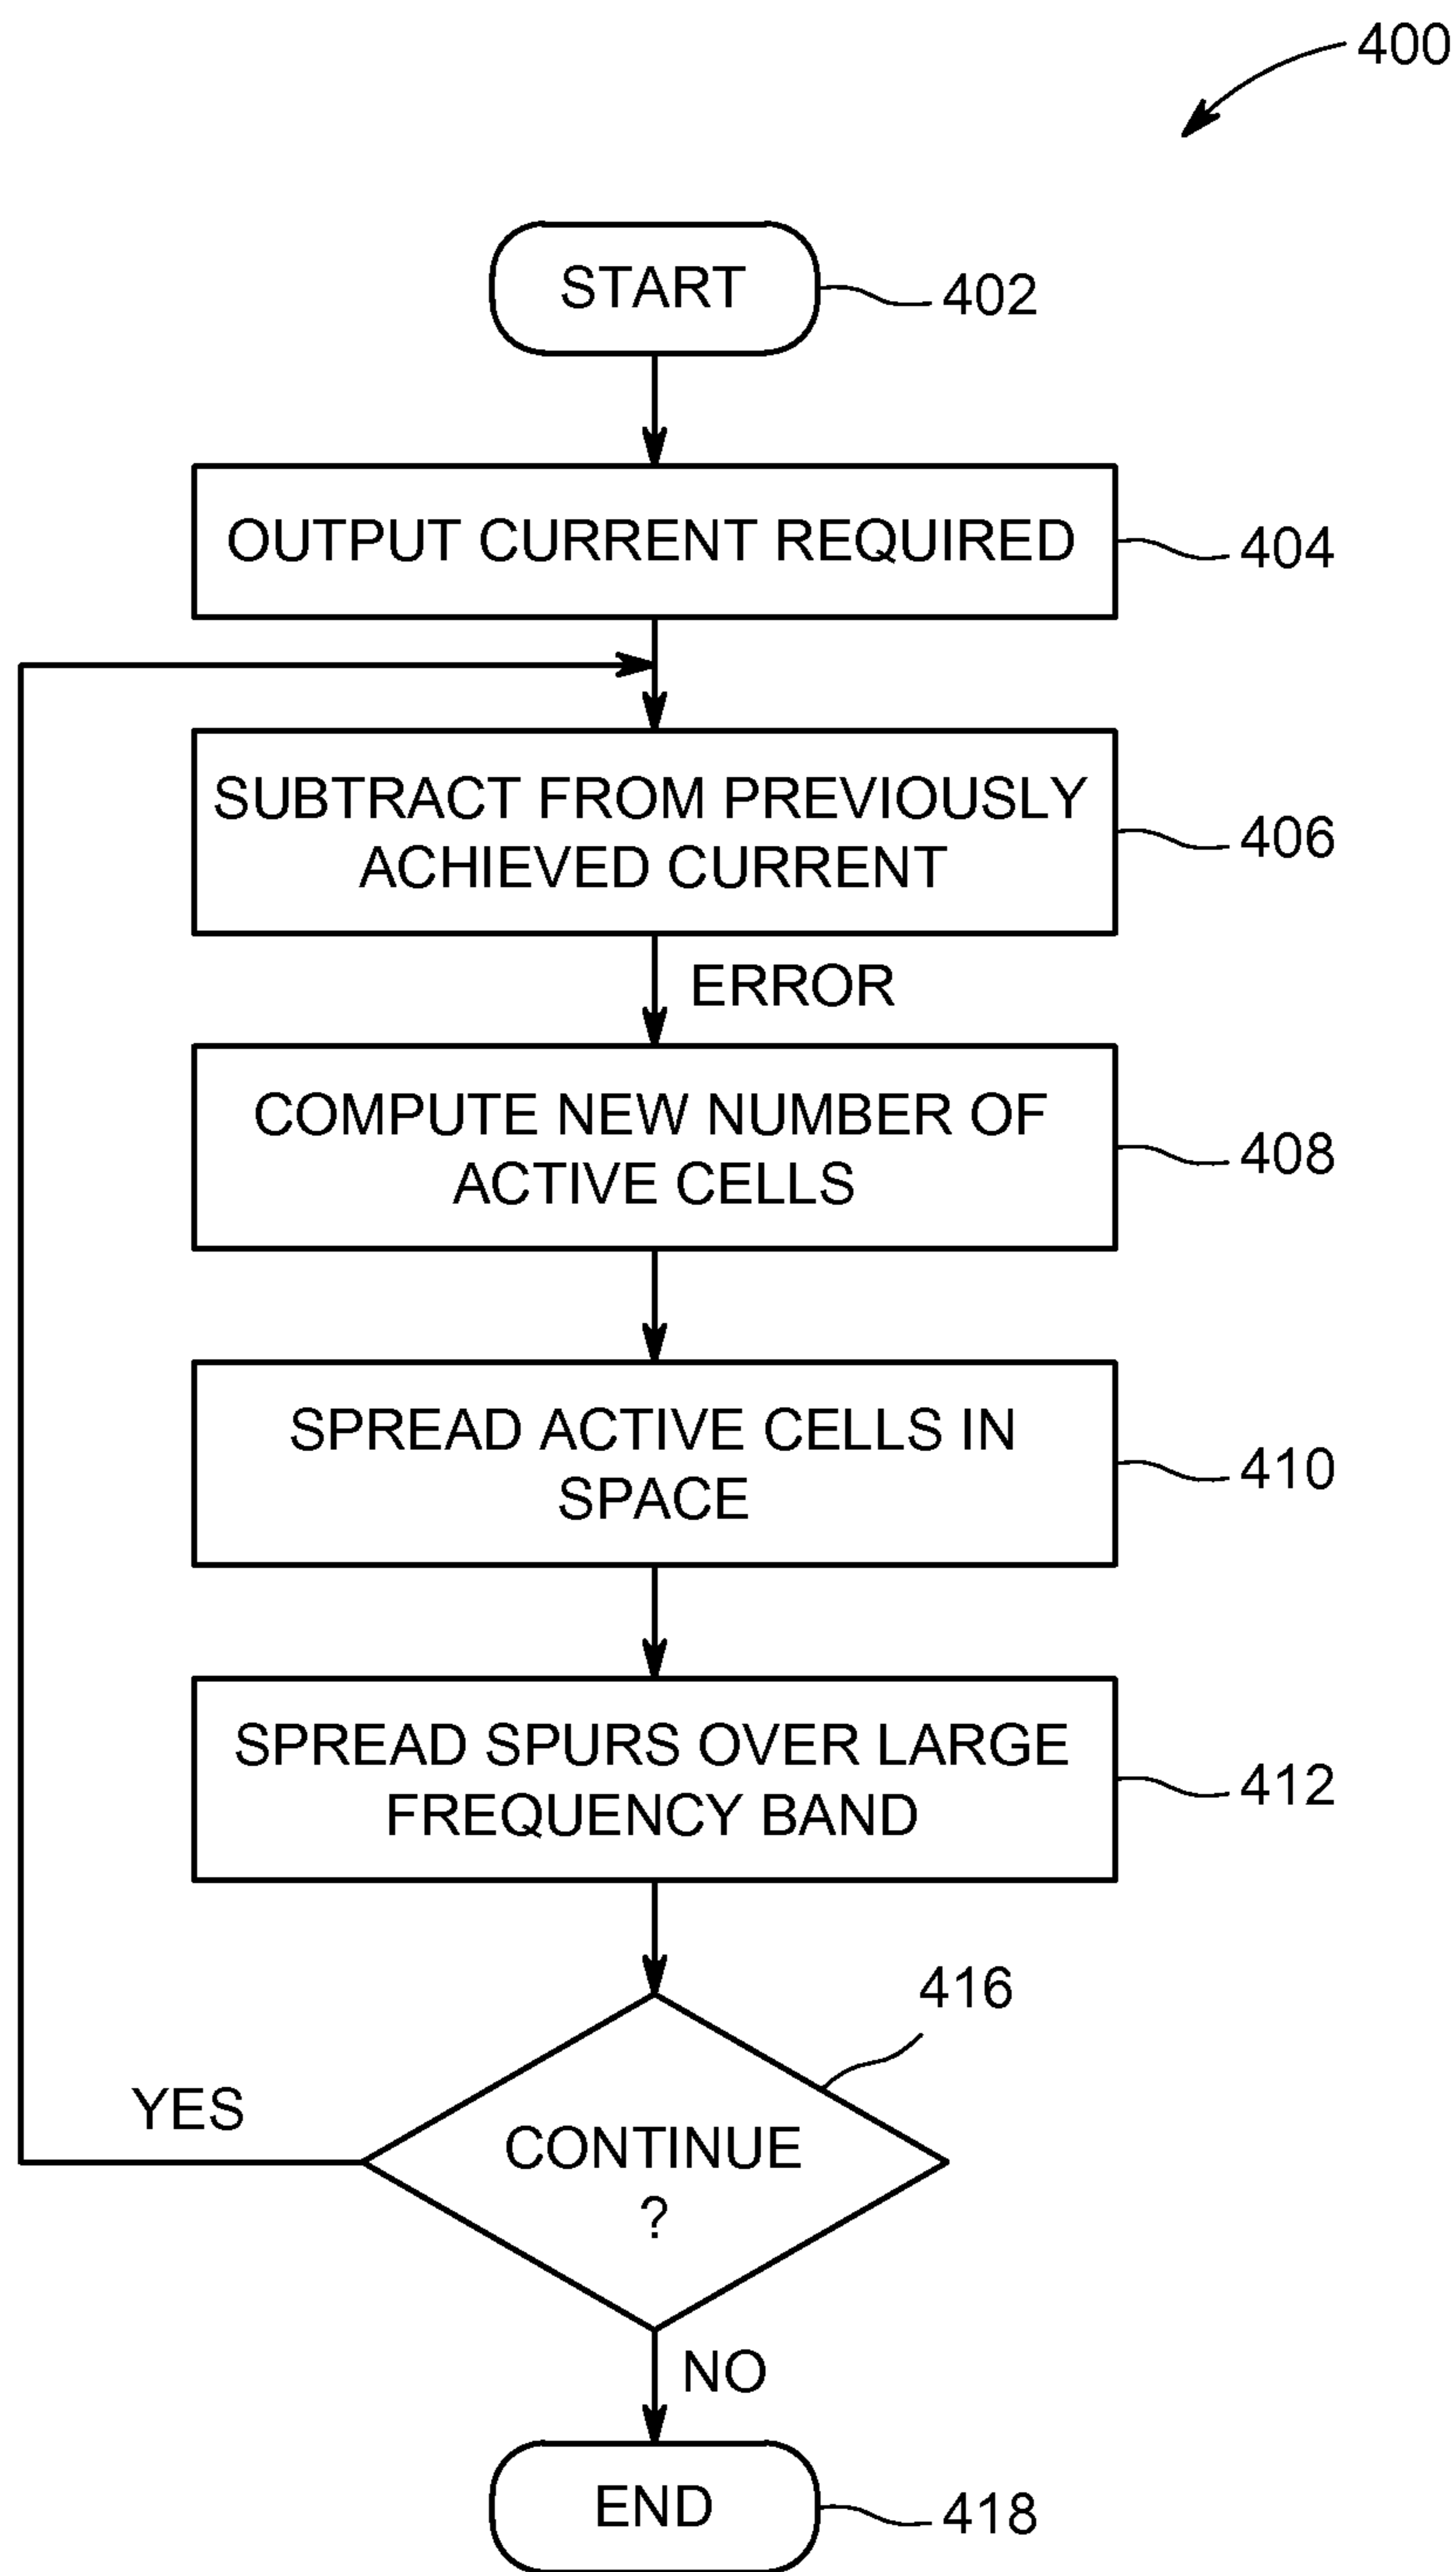 400
START
402
OUTPUT CURRENT REQUIRED
404
SUBTRACT FROM PREVIOUSLY
ACHIEVED CURRENT
406
ERROR
COMPUTE NEW NUMBER OF
ACTIVE CELLS
408
SPREAD ACTIVE CELLS IN
SPACE
410
SPREAD SPURS OVER LARGE
FREQUENCY BAND
412
416
YES
CONTINUE
?
NO
END
418